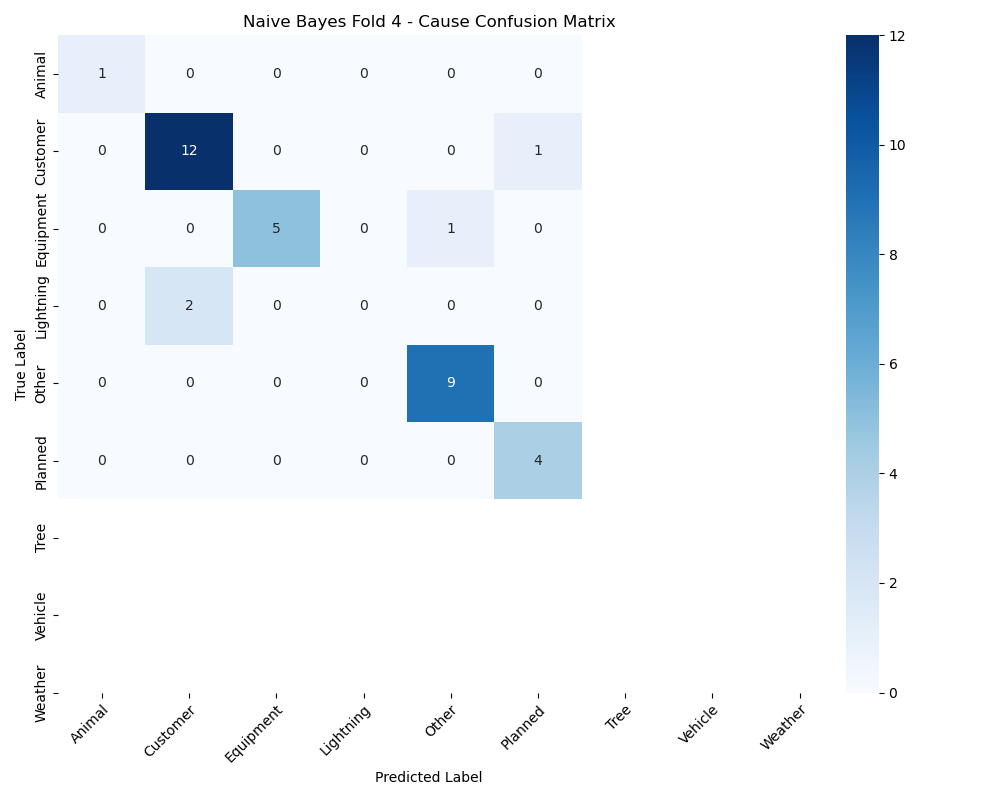 Naive Bayes Fold 4 - Cause Confusion Matrix
True Label
Animal 1 0 0 0 0 0
Customer 0 12 0 0 0 1
Equipment 0 0 5 0 1 0
Lightning 0 2 0 0 0 0
Other 0 0 0 0 9 0
Planned 0 0 0 0 0 4
Tree
Vehicle
Weather
Animal Customer Equipment Lightning Other Planned Tree Vehicle Weather
Predicted Label
12
10
8
6
4
2
0